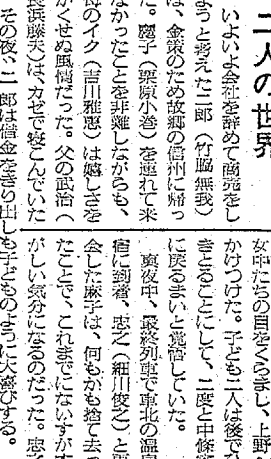 二人の世界
いよいよ会社を辞めて商売をし
ようと考えた二郎（竹脇無我）
は、金策のため故郷の信州に帰っ
た。麗子（栗原小巻）を連れて来
なかったことを非難しながらも、
母のイク（吉川雅恵）は嬉しさを
かくせぬ風情だった。父の武治（
長浜藤夫）は、カゼで寝こんでいた
その夜、二郎は借金をきり出し
女中たちの目をくらまし、上野
かけつけた。子ども二人は後で
きとることにして、二度と中條
に戻るまいと覚悟していた。
真夜中、最終列車で東北の温
宿に到着、忠之（細川俊之）と
会した麻子は、何もかも捨て去っ
たことで、これまでにないすが
がしい気分になるのだった。忠
も子どものように大喜びする。